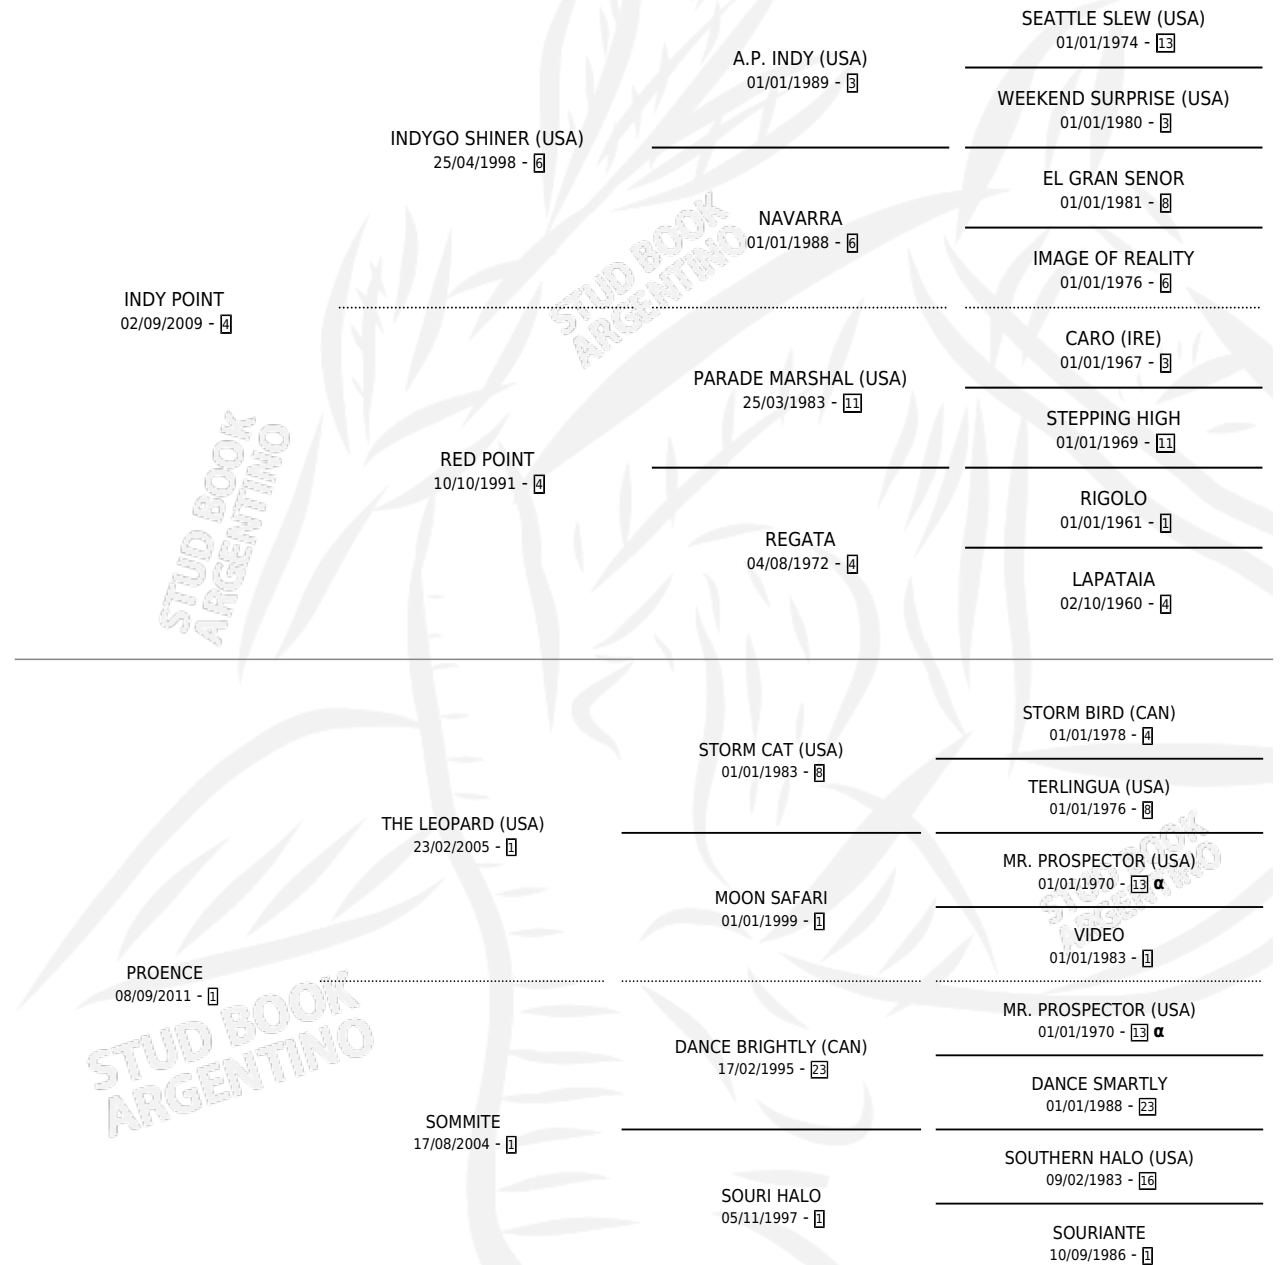 SEATTLE SLEW (USA)
01/01/1974 - 13
A.P. INDY (USA)
01/01/1989 - 3
WEEKEND SURPRISE (USA)
01/01/1980 - 3
INDYGO SHINER (USA)
25/04/1998 - 6
EL GRAN SENOR
01/01/1981 - 8
NAVARRA
01/01/1988 - 6
IMAGE OF REALITY
01/01/1976 - 6
INDY POINT
02/09/2009 - 4
CARO (IRE)
01/01/1967 - 3
PARADE MARSHAL (USA)
25/03/1983 - 11
STEPPING HIGH
01/01/1969 - 11
RED POINT
10/10/1991 - 4
RIGOLO
01/01/1961 - 1
REGATA
04/08/1972 - 4
LAPATAIA
02/10/1960 - 4
STORM BIRD (CAN)
01/01/1978 - 4
STORM CAT (USA)
01/01/1983 - 8
TERLINGUA (USA)
01/01/1976 - 8
THE LEOPARD (USA)
23/02/2005 - 1
MR. PROSPECTOR (USA)
01/01/1970 - 13 α
MOON SAFARI
01/01/1999 - 1
VIDEO
01/01/1983 - 1
PROENCE
08/09/2011 - 1
MR. PROSPECTOR (USA)
01/01/1970 - 13 α
DANCE BRIGHTLY (CAN)
17/02/1995 - 23
DANCE SMARTLY
01/01/1988 - 23
SOMMITE
17/08/2004 - 1
SOUTHERN HALO (USA)
09/02/1983 - 16
SOURI HALO
05/11/1997 - 1
SOURIANTE
10/09/1986 - 1
STUD BOOK
ARGENTINO
STUD BOOK
ARGENTINO
STUD BOOK
ARGENTINO
STUD BOOK
ARGENTINO